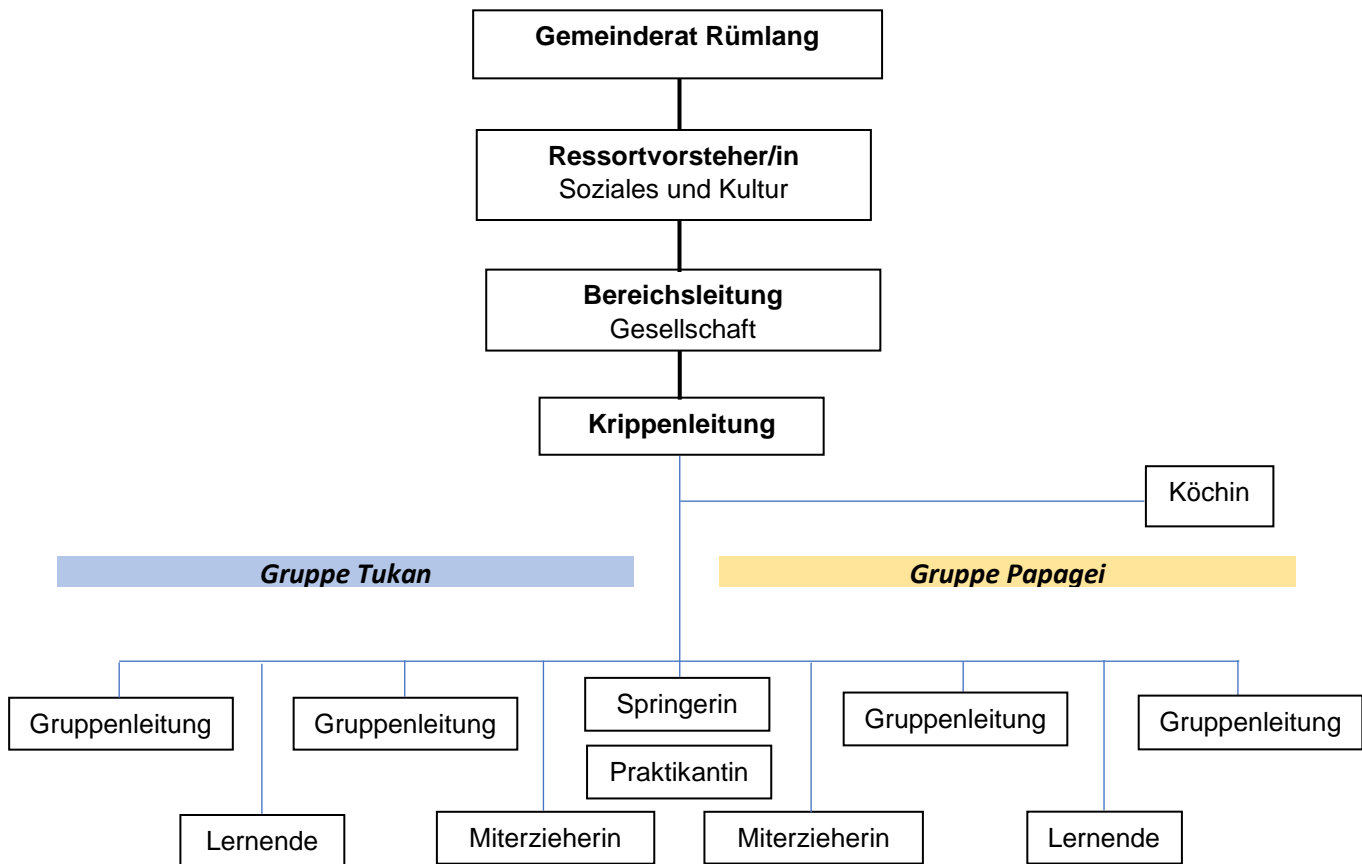 Gemeinderat Rümlang
Ressortvorsteher/in
Soziales und Kultur
Bereichsleitung
Gesellschaft
Krippenleitung
Köchin
Gruppe Tukan
Gruppe Papagei
Gruppenleitung
Gruppenleitung
Springerin
Gruppenleitung
Gruppenleitung
Praktikantin
Lernende
Miterzieherin
Miterzieherin
Lernende